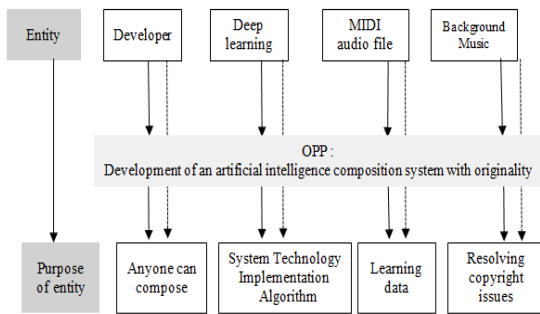 Entity
Developer
Deep
learning
MIDI
audio file
Background
Music
OPP :
Development of an artificial intelligence composition system with originality
Purpose
of entity
Anyone can
compose
System Technology
Implementation
Algorithm
Learning
data
Resolving
copyright
issues